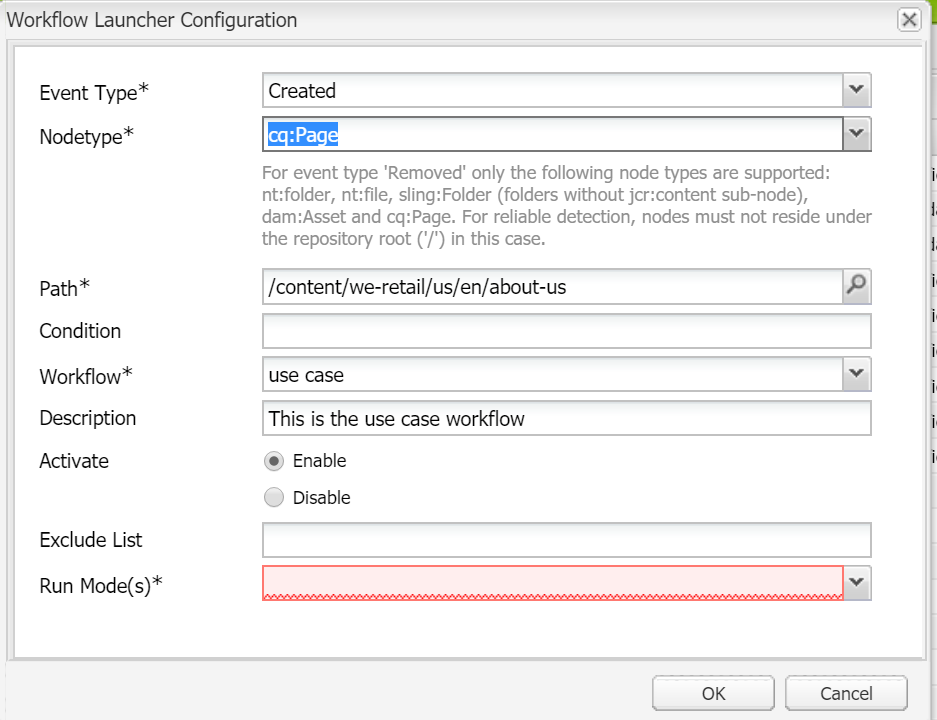 Workflow Launcher Configuration
Event Type*
Created
Nodetype*
cq:Page
For event type 'Removed' only the following node types are supported:
nt:folder, nt:file, sling:Folder (folders without jcr:content sub-node),
dam:Asset and cq:Page. For reliable detection, nodes must not reside under
the repository root ('/') in this case.
Path*
/content/we-retail/us/en/about-us
Condition
Workflow*
use case
Description
This is the use case workflow
Activate
Enable
Disable
Exclude List
Run Mode(s)*
OK
Cancel